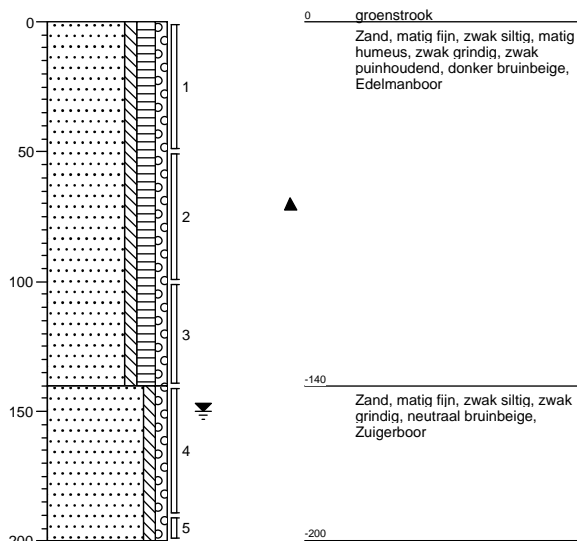 0
50
100
150
200
1
2
3
4
5
0
groenstrook
Zand, matig fijn, zwak siltig, matig
humeus, zwak grindig, zwak
puinhoudend, donker bruinbeige,
Edelmanboor
-140
Zand, matig fijn, zwak siltig, zwak
grindig, neutraal bruinbeige,
Zuigerboor
-200